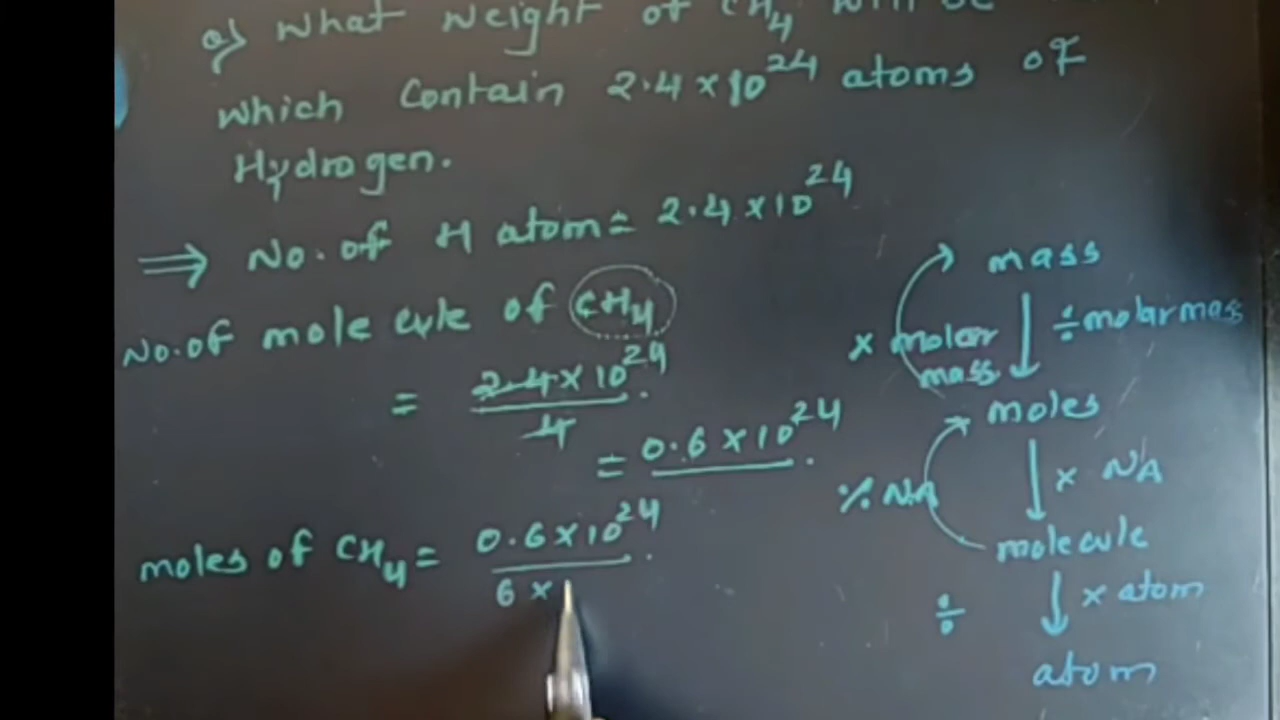 Q) What weight of CH4 will be
which contain 2.4 × 10^24 atoms of
Hydrogen.
⇒ No. of H atom = 2.4 × 10^24
No. of molecule of CH4
= 2.4 × 10^24 / 4 .
= 0.6 × 10^24 .
moles of CH4 = 0.6 × 10^24 / 6 × .
mass
× molar mass
÷ molar mass
moles
% NA
× NA
molecule
÷
× atom
atom